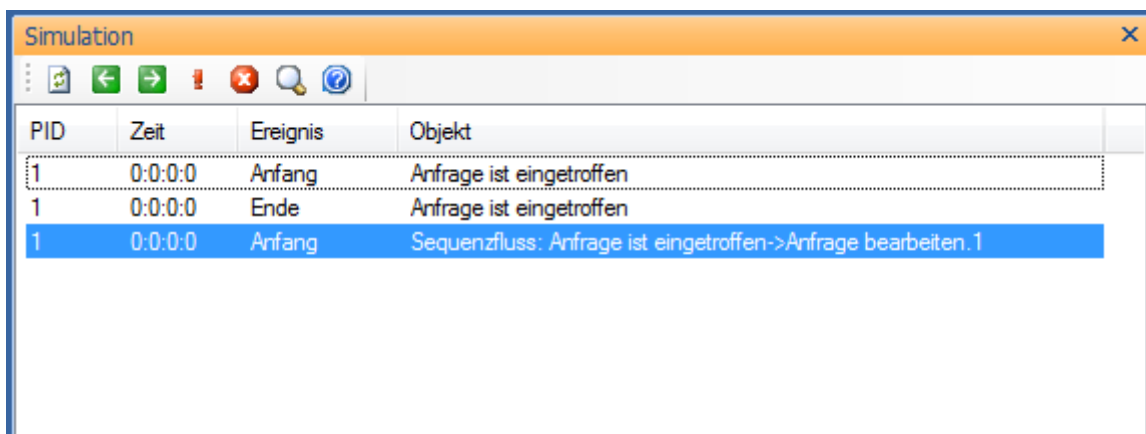 Simulation
PID Zeit Ereignis Objekt
1 0:0:0:0 Anfang Anfrage ist eingetroffen
1 0:0:0:0 Ende Anfrage ist eingetroffen
1 0:0:0:0 Anfang Sequenzfluss: Anfrage ist eingetroffen->Anfrage bearbeiten.1